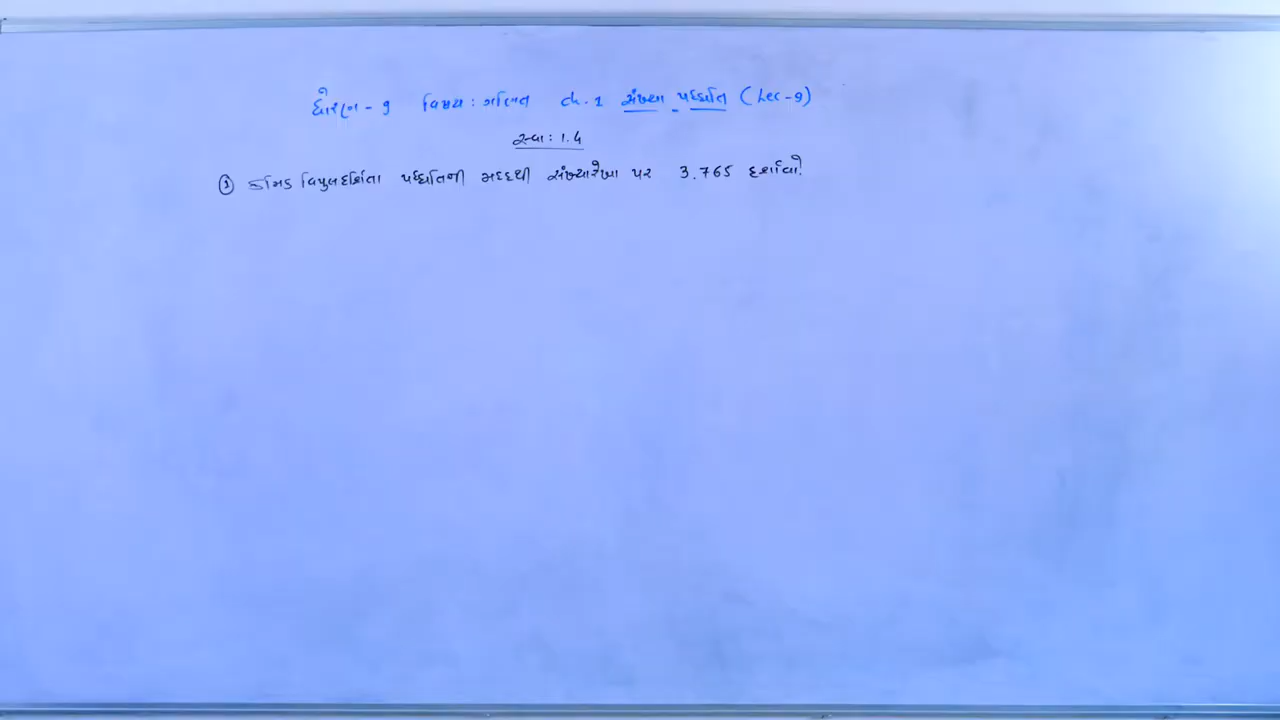 ધોરણ - 9 વિષય : ગણિત ch. 1 સંખ્યા પદ્ધતિ (Lec - 9)
સ્વા : 1.4
① ક્રમિક વિપુલદર્શિતા પદ્ધતિની મદદથી સંખ્યારેખા પર 3.765 દર્શાવો.